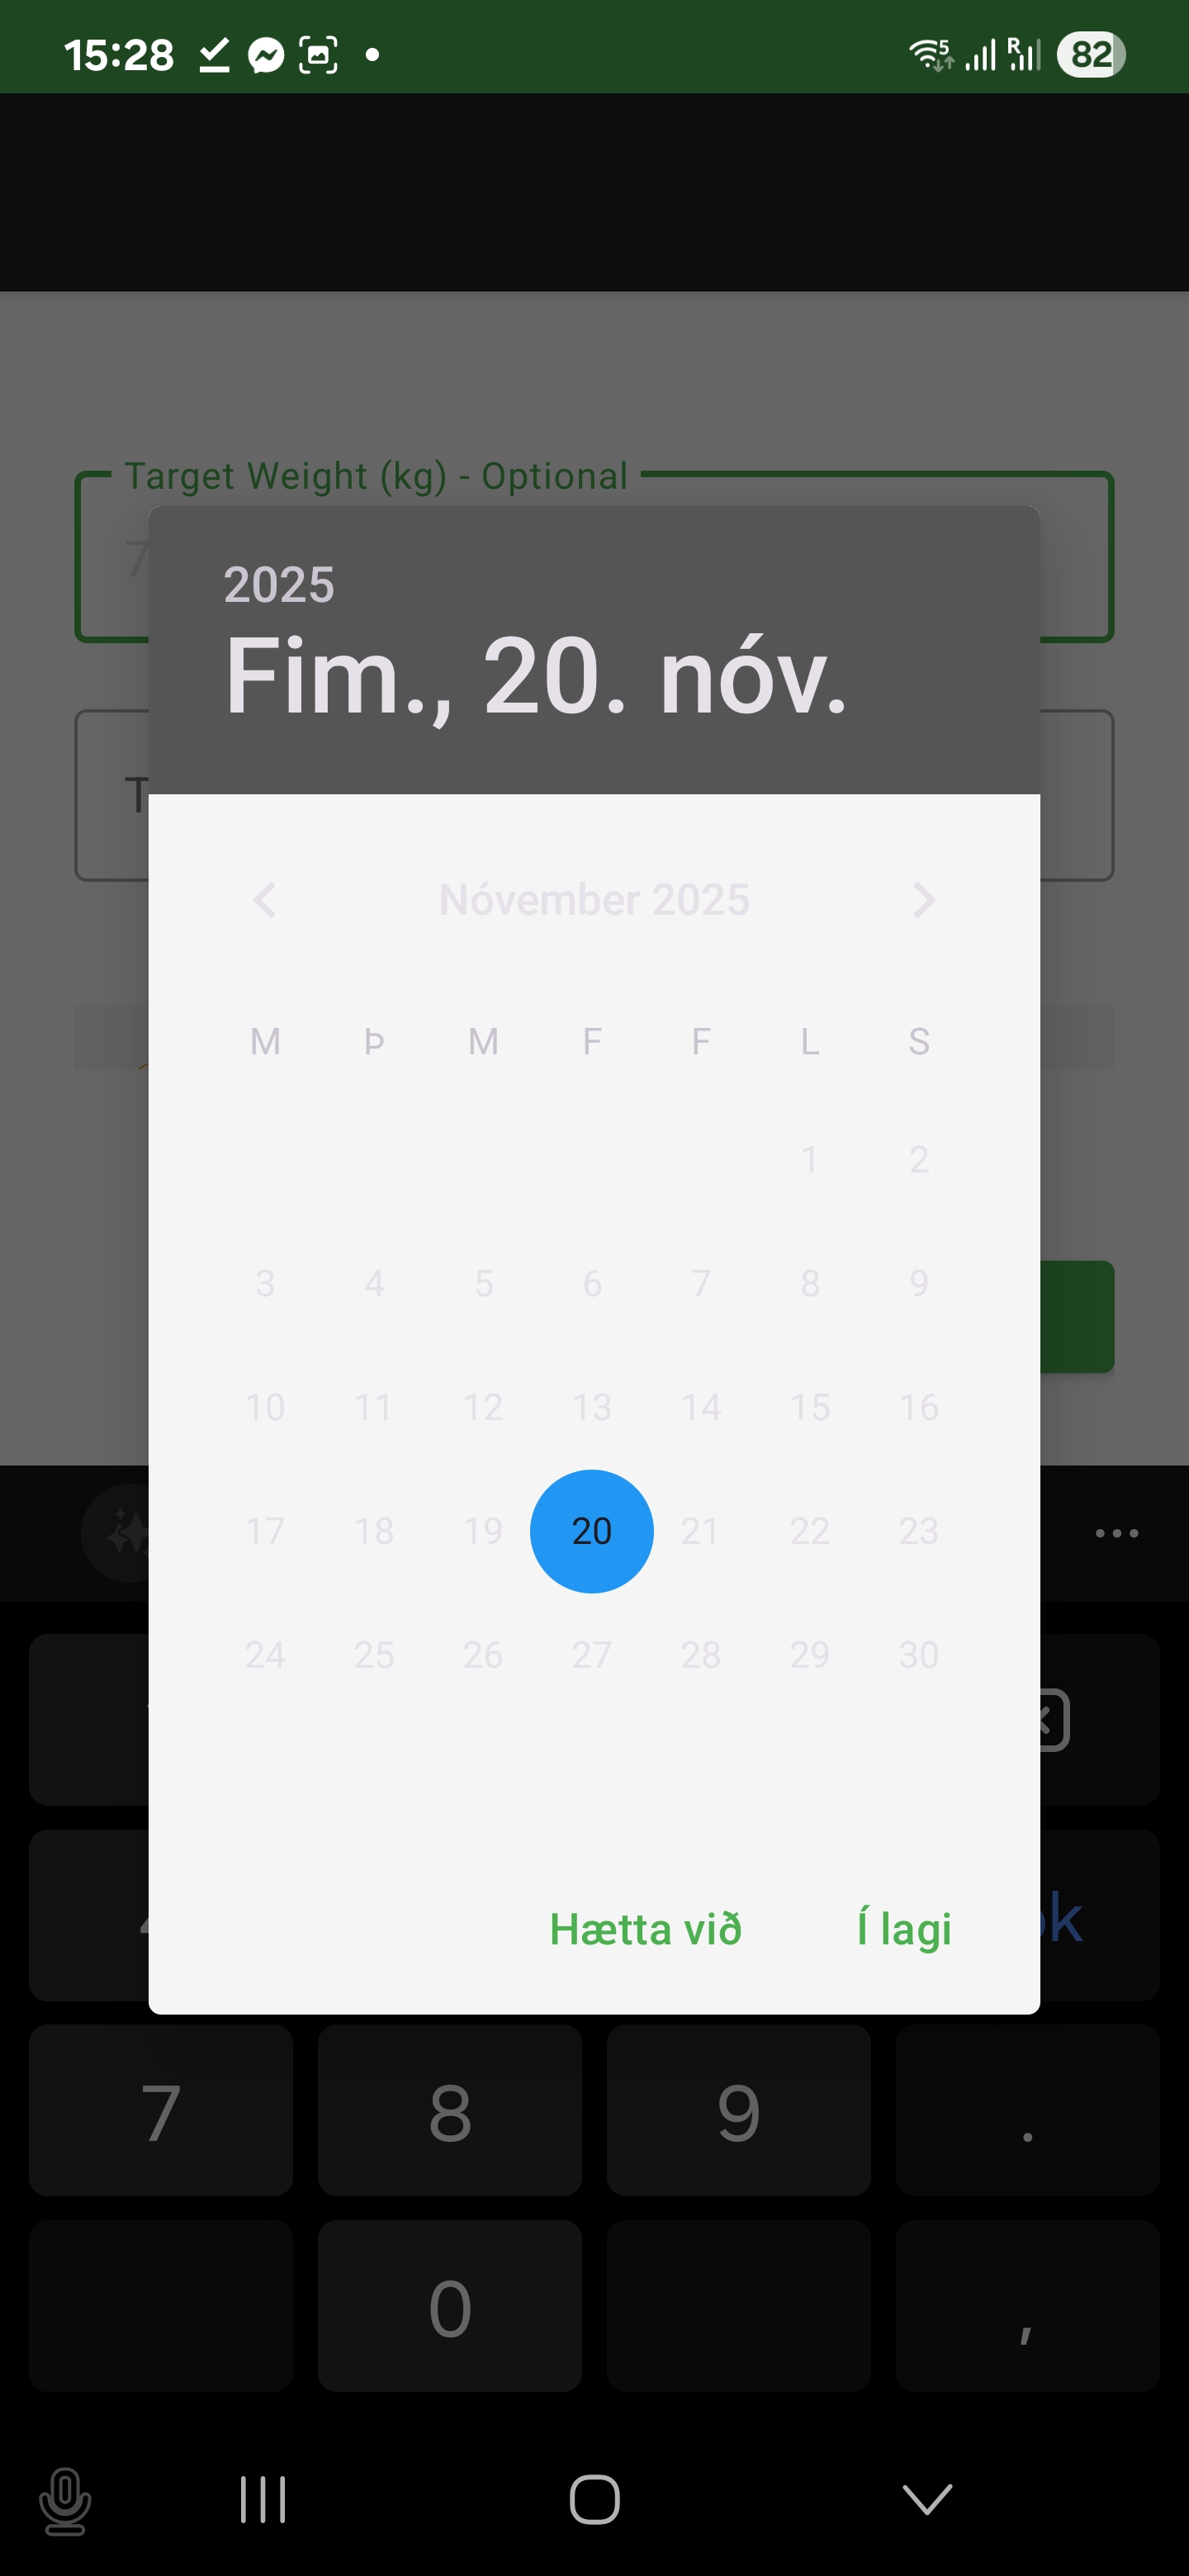 15:28
5
R
82
Target Weight (kg) - Optional
7
2025
Fim., 20. nóv.
T
Nóvember 2025
M Þ M F F L S
1 2
3 4 5 6 7 8 9
10 11 12 13 14 15 16
17 18 19 20 21 22 23
24 25 26 27 28 29 30
Hætta við Í lagi
7 8 9 .
0 ,